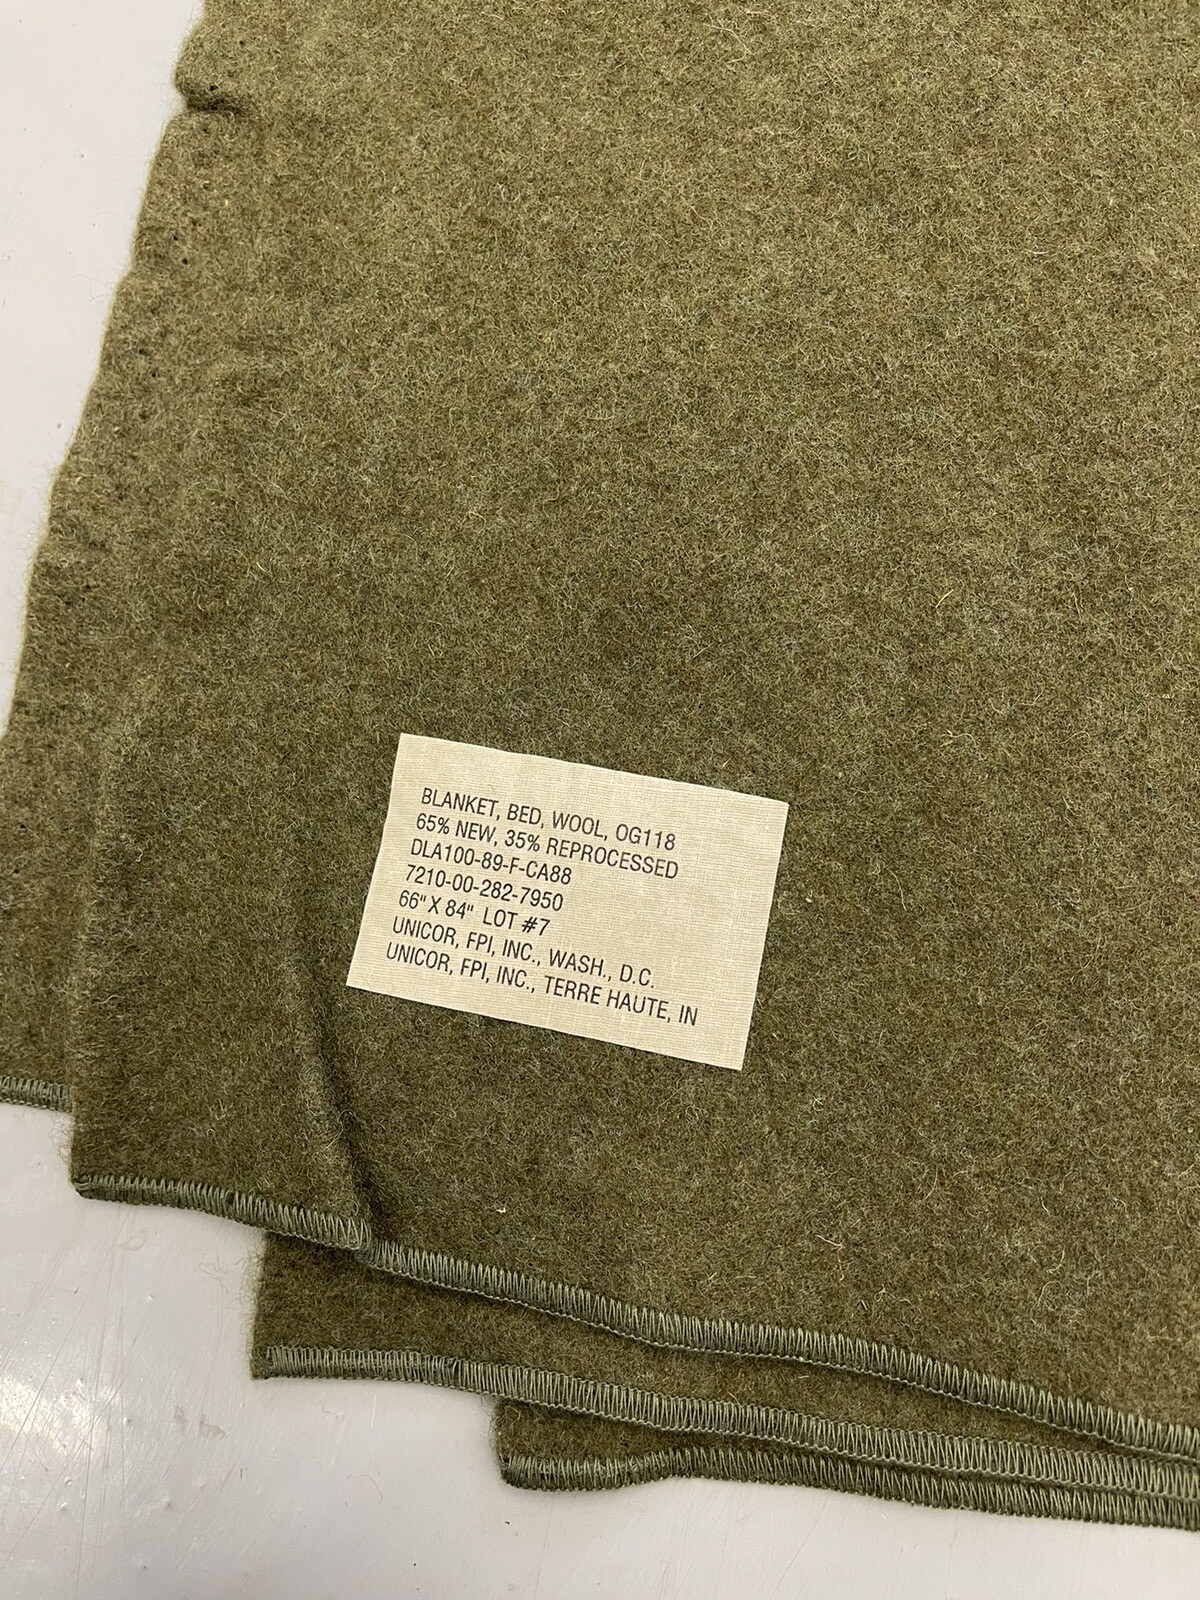 BLANKET, BED, WOOL, OG118
65% NEW, 35% REPROCESSED
DLA100-89-F-CA88
7210-00-282-7950
66" X 84" LOT #7
UNICOR, FPI, INC., WASH., D.C.
UNICOR, FPI, INC., TERRE HAUTE, IN